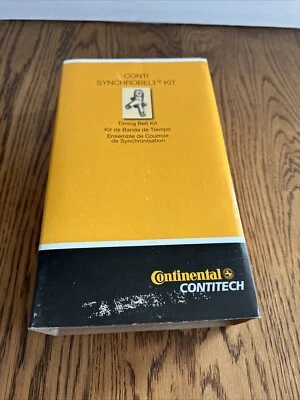 CONTI
SYNCHROBELT® KIT
Timing Belt Kit
Kit de Banda de Tiempo
Ensemble de Courroie
de Synchronisation
Continental
CONTITECH